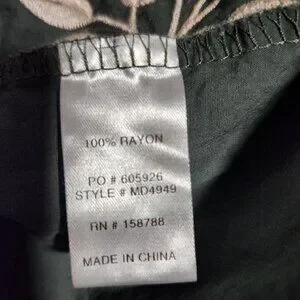 100% RAYON
PO # 605926
STYLE # MD4949
RN # 158788
MADE IN CHINA